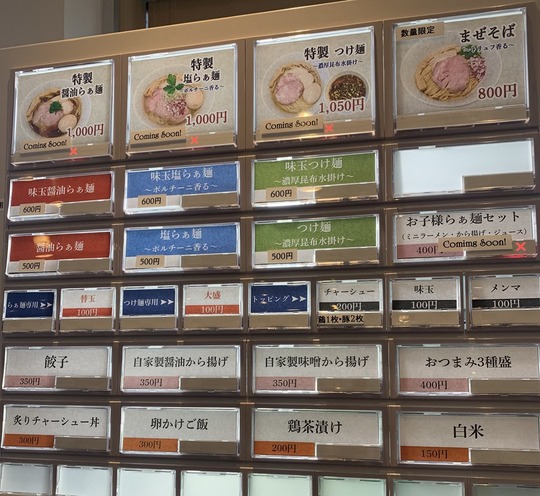 特製
醤油らぁ麺
1,000円
Coming Soon!
特製
塩らぁ麺
~ポルチーニ香る~
1,000円
Coming Soon!
特製 つけ麺
~濃厚昆布水掛け~
1,050円
Coming Soon!
数量限定
まぜそば
800円
味玉醤油らぁ麺
600円
味玉塩らぁ麺
~ポルチーニ香る~
600円
味玉つけ麺
~濃厚昆布水掛け~
600円
醤油らぁ麺
500円
塩らぁ麺
~ポルチーニ香る~
500円
つけ麺
~濃厚昆布水掛け~
500円
お子様らぁ麺セット
(ミニラーメン・から揚げ・ジュース)
400円
Comimg Soon!
らぁ麺専用
替玉
100円
つけ麺専用
大盛
100円
トッピング
チャーシュー
200円
鶏1枚・豚2枚
味玉
100円
メンマ
100円
餃子
350円
自家製醤油から揚げ
350円
自家製味噌から揚げ
350円
おつまみ3種盛
400円
炙りチャーシュー丼
300円
卵かけご飯
300円
鶏茶漬け
200円
白米
150円